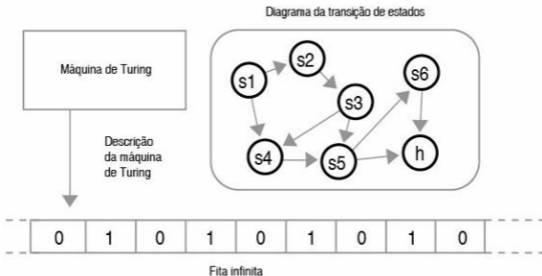 Diagrama da transição de estados
Máquina de Turing
s1
s2
s3
s4
s5
s6
h
Descrição
da máquina
de Turing
0 1 0 1 0 1 0 1 0
Fita infinita